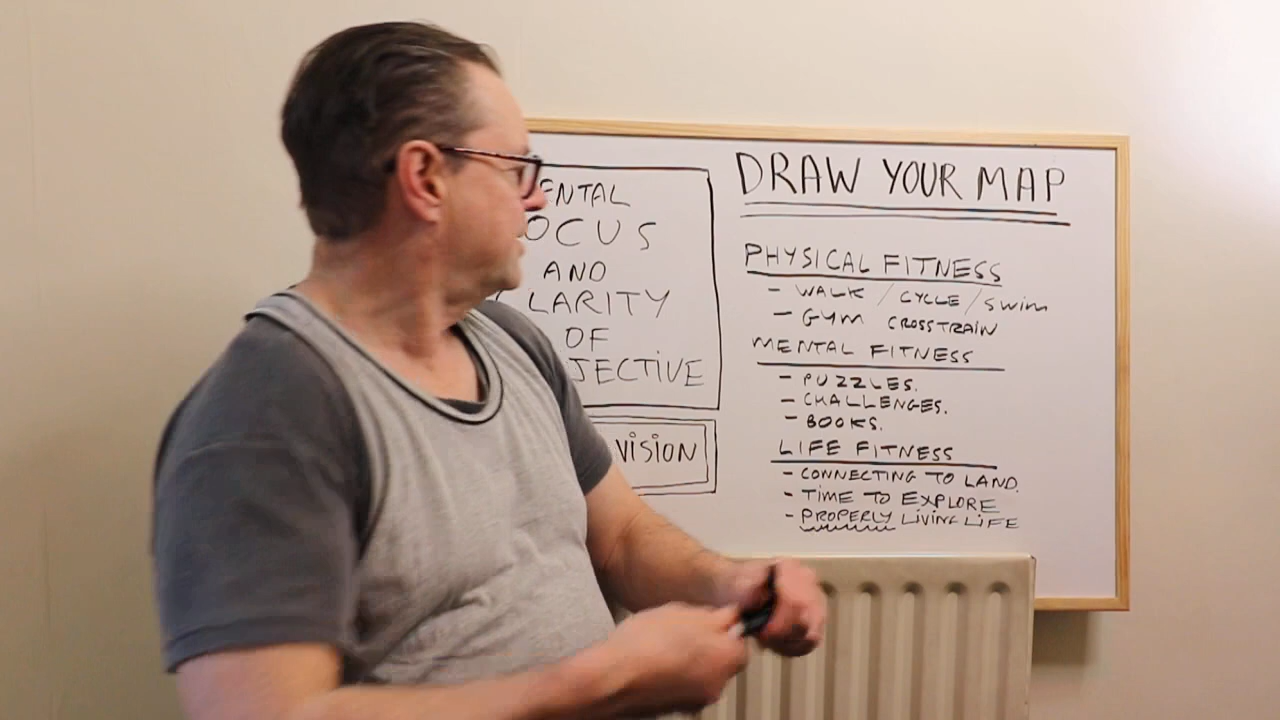 ENTAL
OCUS
AND
LARITY
OF
JECTIVE
VISION
DRAW YOUR MAP
PHYSICAL FITNESS
- WALK / CYCLE / SWIM
- GYM CROSSTRAIN
MENTAL FITNESS
- PUZZLES.
- CHALLENGES.
- BOOKS.
LIFE FITNESS
- CONNECTING TO LAND.
- TIME TO EXPLORE
- PROPERLY LIVING LIFE